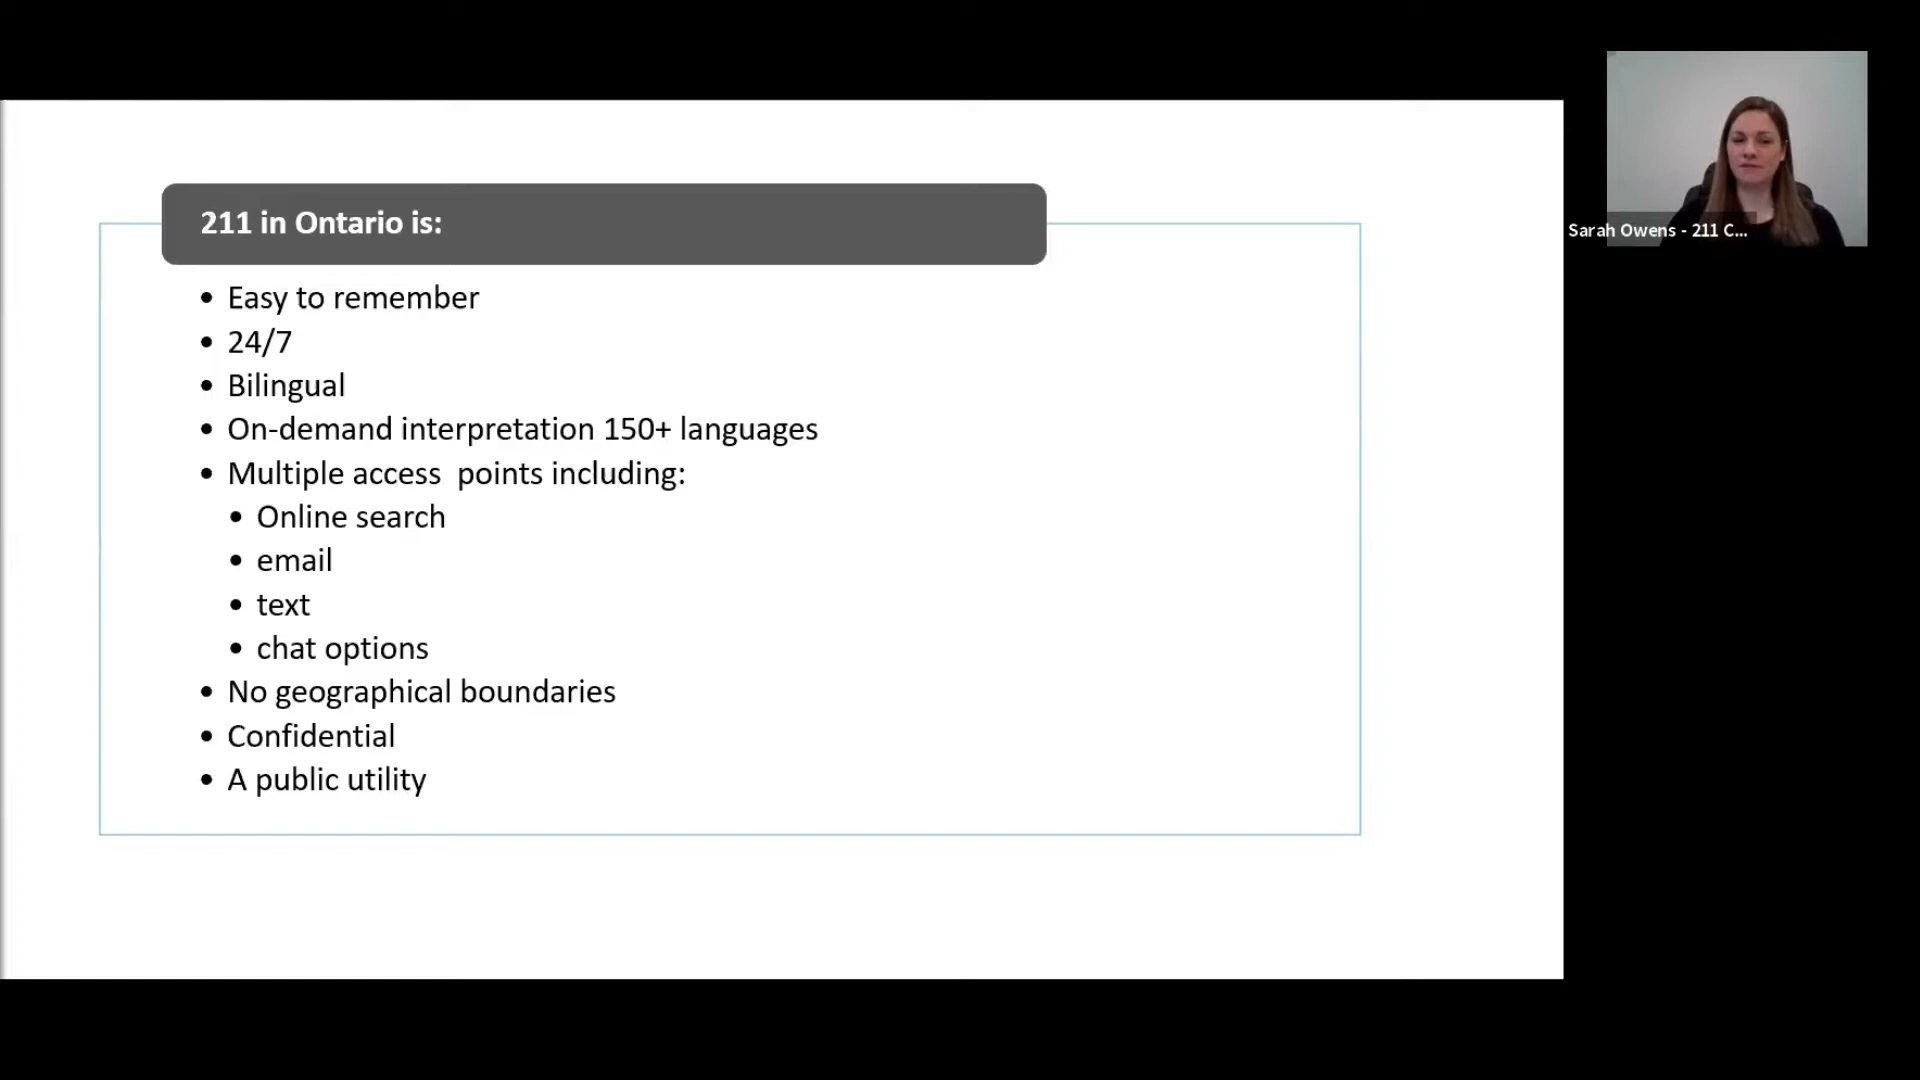 211 in Ontario is:
• Easy to remember
• 24/7
• Bilingual
• On-demand interpretation 150+ languages
• Multiple access  points including:
• Online search
• email
• text
• chat options
• No geographical boundaries
• Confidential
• A public utility
Sarah Owens - 211 C...